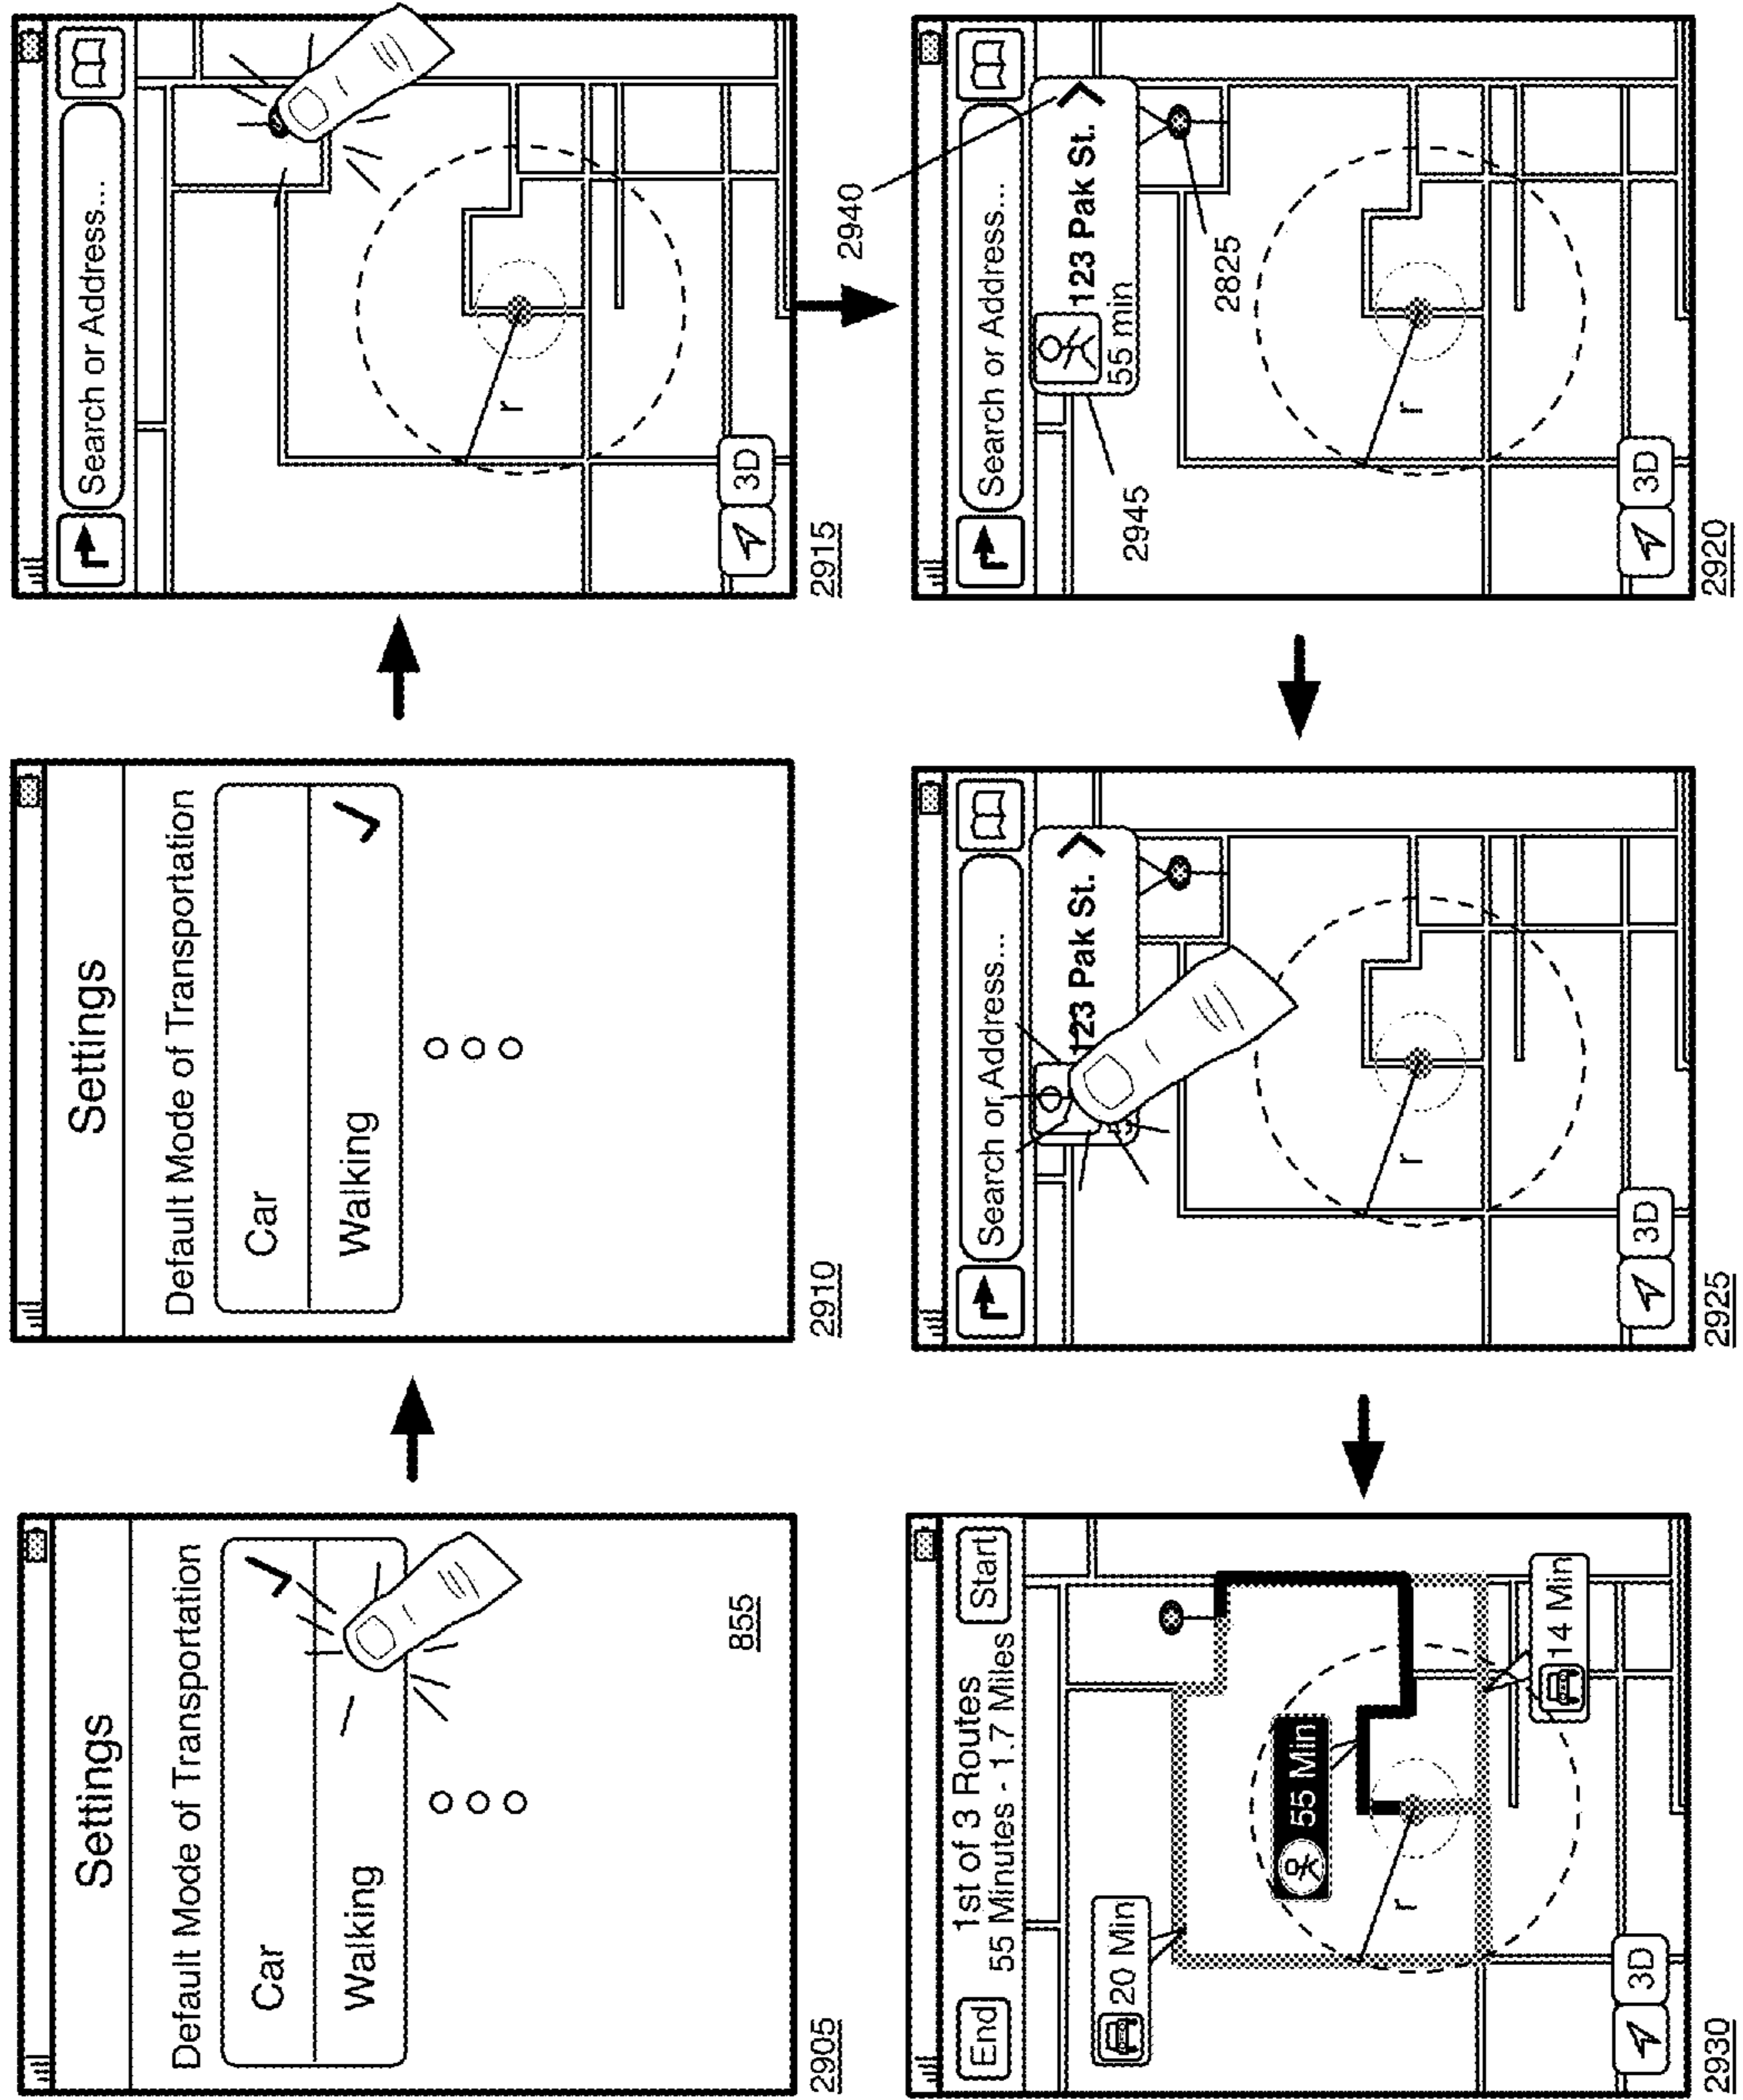 Settings
Default Mode of Transportation
Car
Walking
855
2905
Settings
Default Mode of Transportation
Car
Walking
2910
Search or Address...
r
3D
2915
Search or Address...
123 Pak St.
55 min
2940
2945
2825
r
3D
2920
Search or Address...
123 Pak St.
r
3D
2925
End
1st of 3 Routes
55 Minutes - 1.7 Miles
Start
20 Min
55 Min
14 Min
r
3D
2930